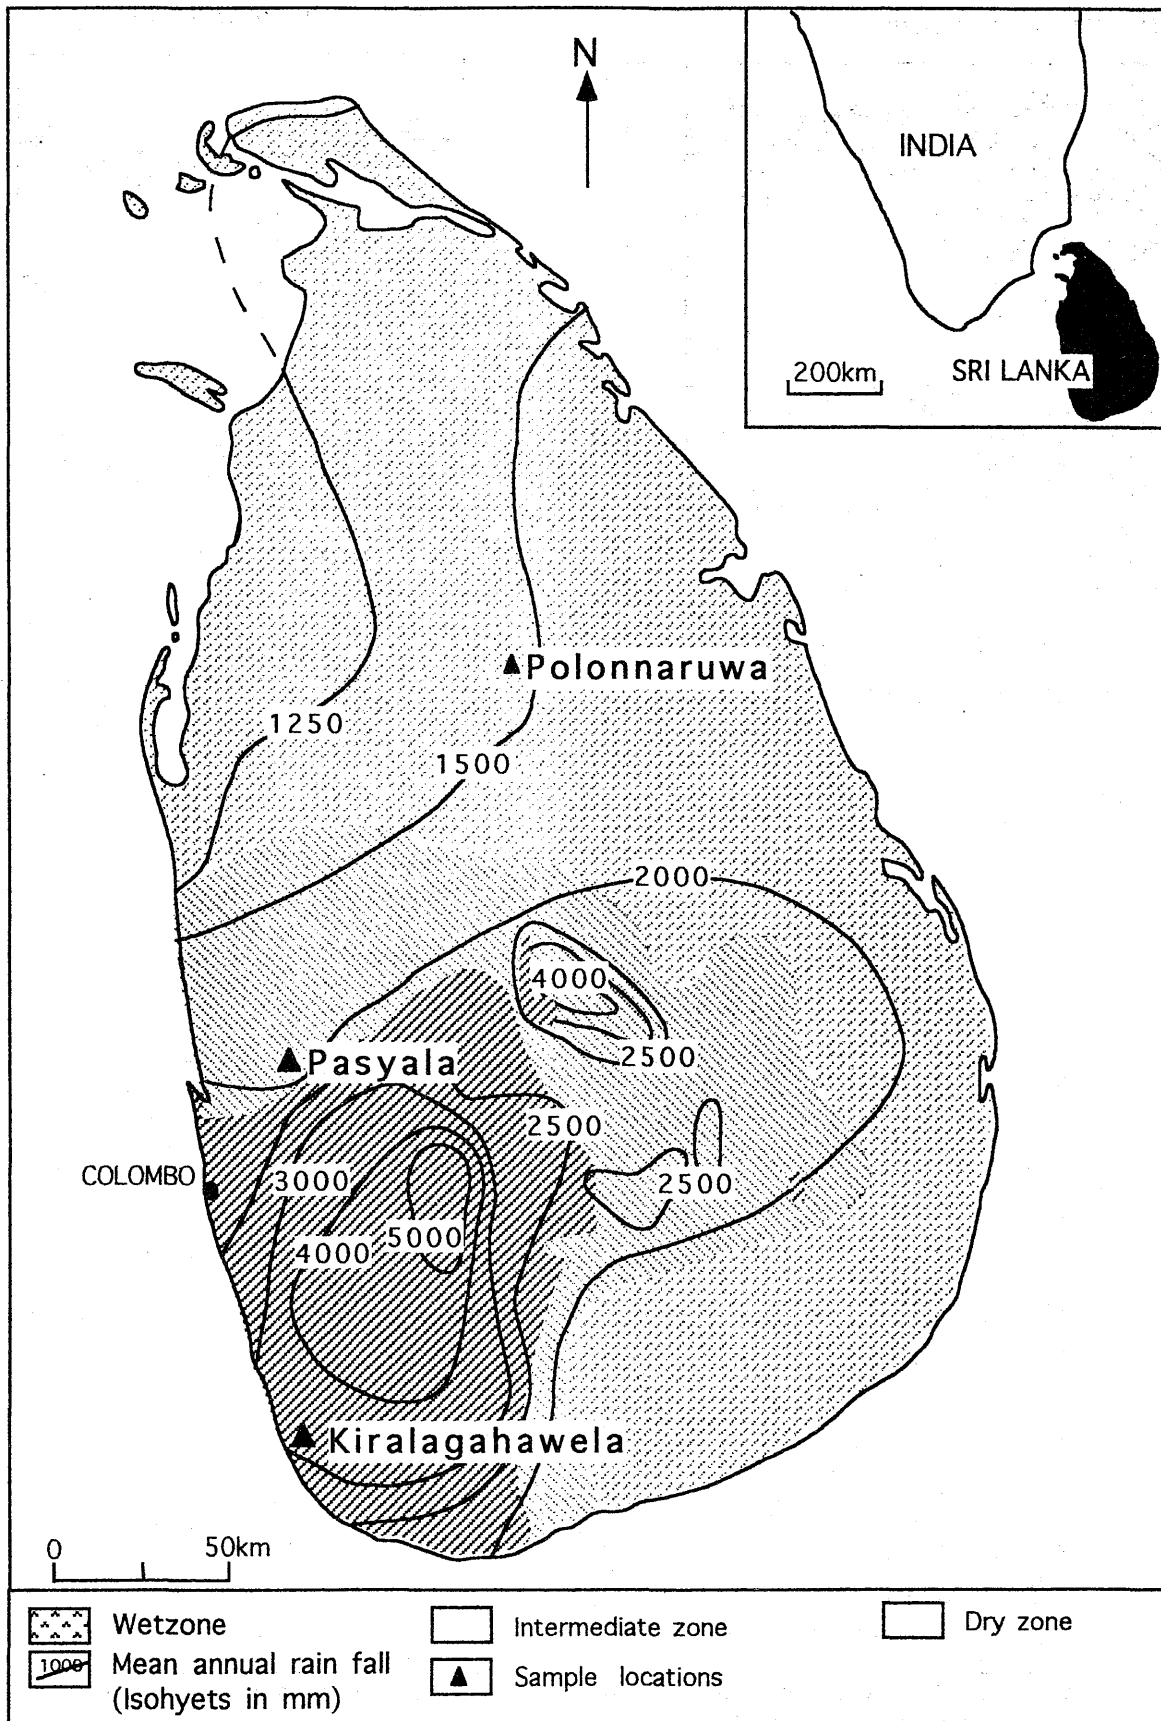 N
INDIA
200km
SRI LANKA
Polonnaruwa
1250
1500
2000
4000
2500
Pasyala
2500
COLOMBO
3000
2500
5000
4000
Kiralagahawela
0 50km
Wetzone
Intermediate zone
Dry zone
1000
Mean annual rain fall
(Isohyets in mm)
Sample locations